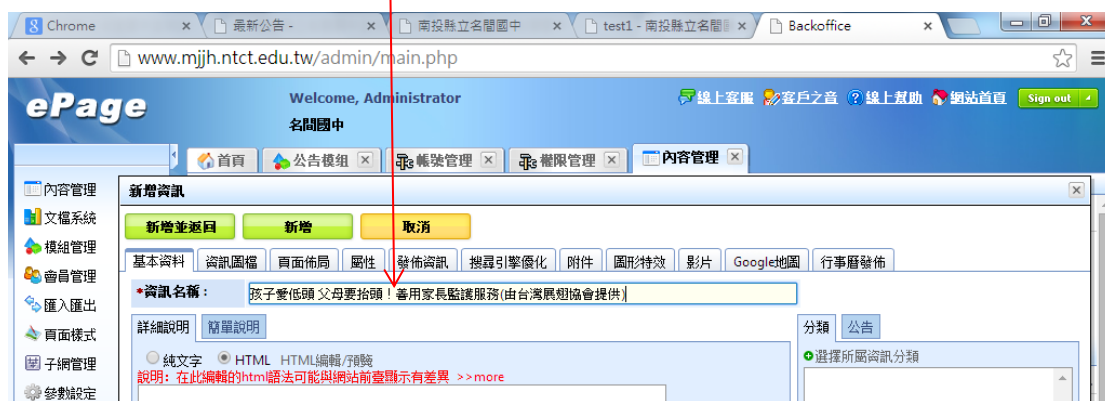 Chrome
最新公告 -
南投縣立名間國中
test1 - 南投縣立名間
Backoffice
www.mjjh.ntct.edu.tw/admin/main.php
ePage
Welcome, Administrator
名間國中
線上客服
客戶之音
線上幫助
網站首頁
Sign out
首頁
公告模組
帳號管理
權限管理
內容管理
內容管理
文檔系統
模組管理
會員管理
匯入匯出
頁面樣式
子網管理
參數設定
新增資訊
新增並返回
新增
取消
基本資料
資訊圖檔
頁面佈局
屬性
發佈資訊
搜尋引擎優化
附件
圖形特效
影片
Google地圖
行事曆發佈
*資訊名稱：
孩子愛低頭 父母要抬頭！善用家長監護服務(由台灣展翅協會提供)
詳細說明
簡單說明
純文字
HTML
HTML編輯/預覽
說明：在此編輯的html語法可能與網站前臺顯示有差異 >>more
分類
公告
選擇所屬資訊分類